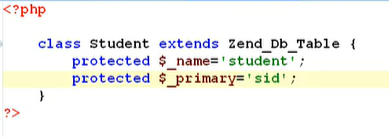 <?php
class Student extends Zend_Db_Table {
protected $_name='student';
protected $_primary='sid';
}
?>